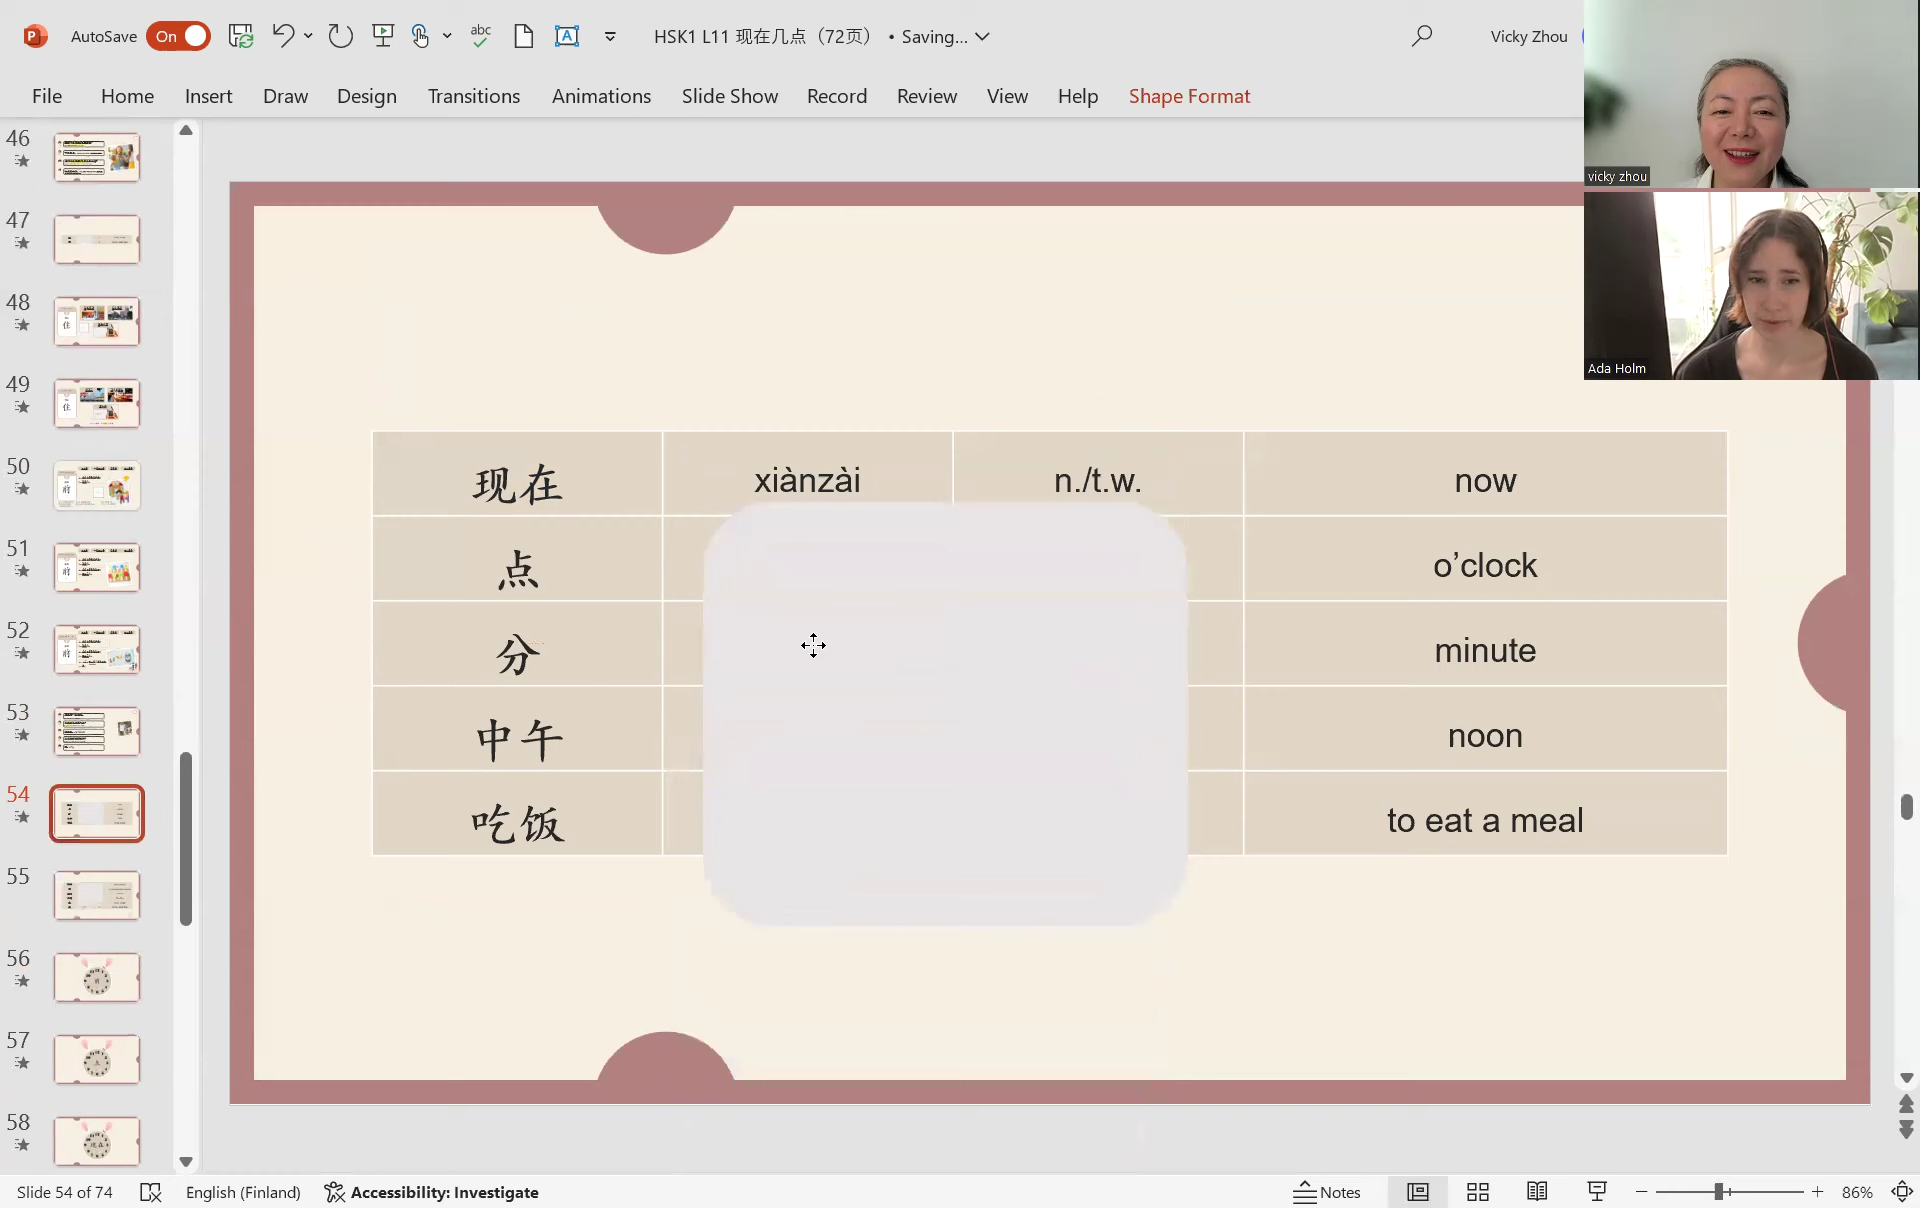 AutoSave On abc HSK1 L11 现在几点（72页） • Saving... Vicky Zhou
File Home Insert Draw Design Transitions Animations Slide Show Record Review View Help Shape Format
vicky zhou
Ada Holm
46
47
48
49
50
51
52
53
54
55
56
57
58
现在 xiànzài n./t.w. now
点 o’clock
分 minute
中午 noon
吃饭 to eat a meal
Slide 54 of 74 English (Finland) Accessibility: Investigate Notes 86%